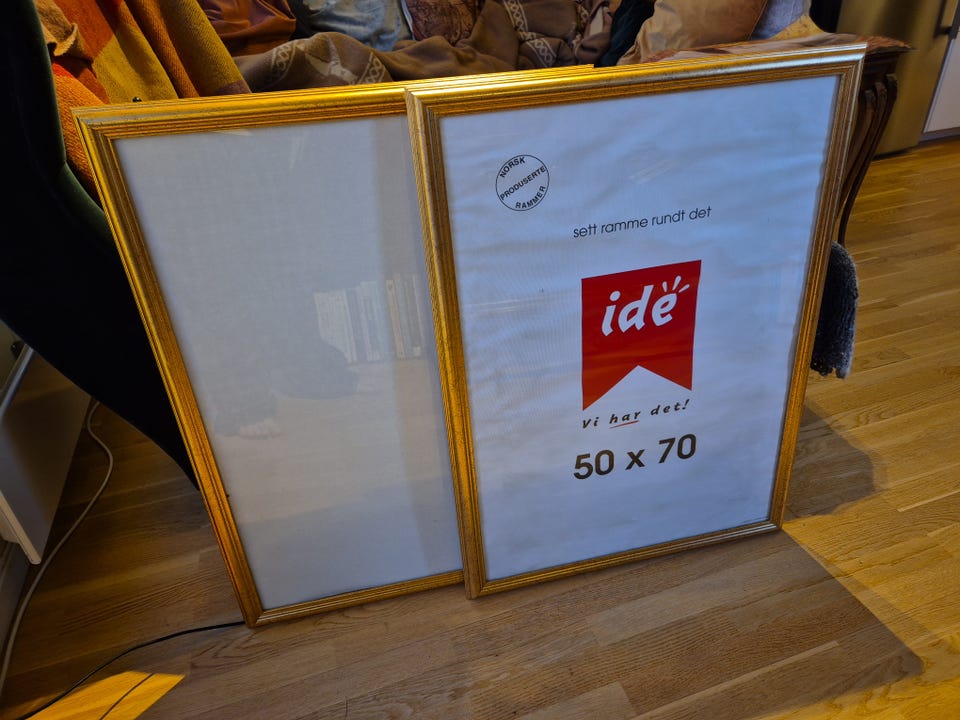 NORSK
PRODUSERTE
RAMMER
sett ramme rundt det
idé
Vi har det!
50 x 70